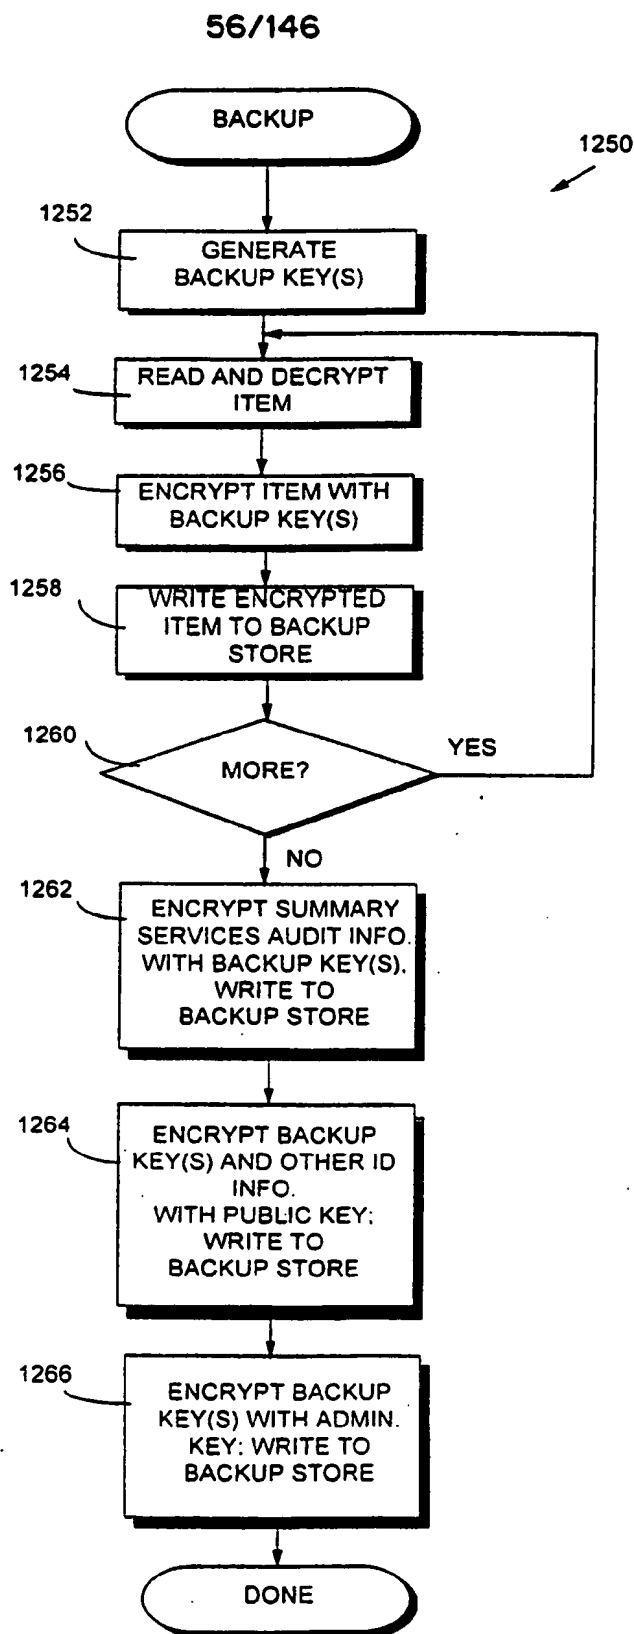 56/146
BACKUP
1250
1252
GENERATE
BACKUP KEY(S)
1254
READ AND DECRYPT
ITEM
1256
ENCRYPT ITEM WITH
BACKUP KEY(S)
1258
WRITE ENCRYPTED
ITEM TO BACKUP
STORE
1260
MORE?
YES
NO
1262
ENCRYPT SUMMARY
SERVICES AUDIT INFO.
WITH BACKUP KEY(S),
WRITE TO
BACKUP STORE
1264
ENCRYPT BACKUP
KEY(S) AND OTHER ID
INFO.
WITH PUBLIC KEY;
WRITE TO
BACKUP STORE
1266
ENCRYPT BACKUP
KEY(S) WITH ADMIN.
KEY; WRITE TO
BACKUP STORE
DONE